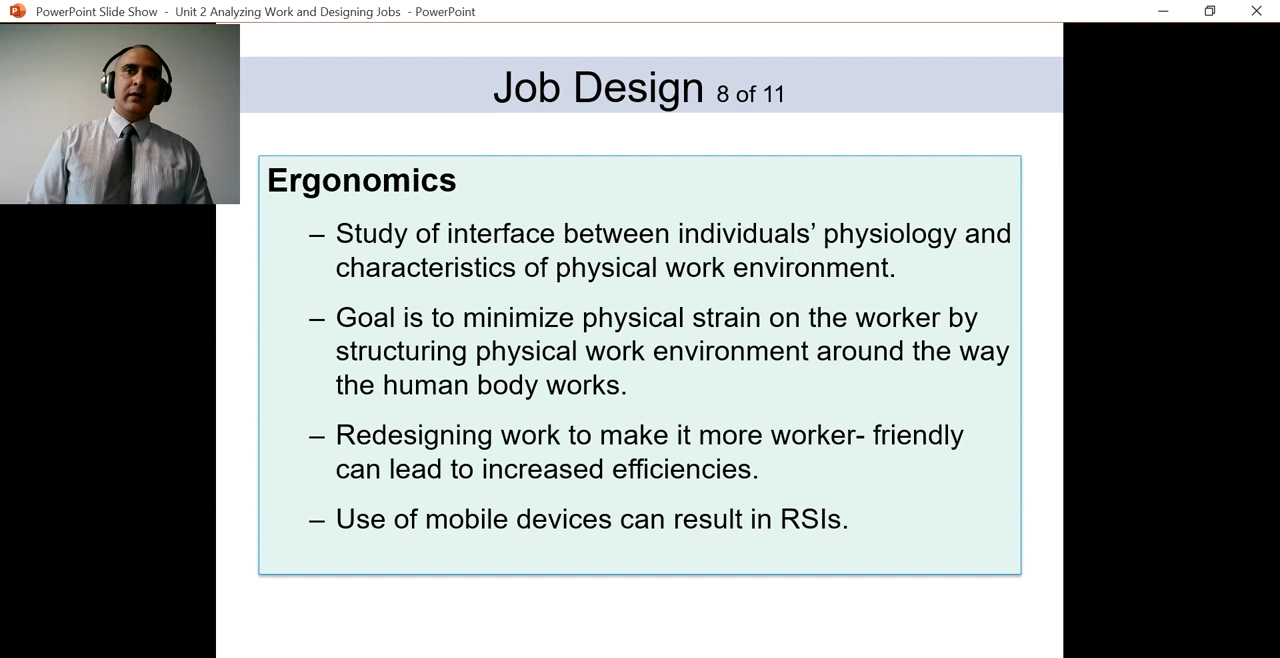 PowerPoint Slide Show - Unit 2 Analyzing Work and Designing Jobs - PowerPoint
Job Design 8 of 11
Ergonomics
– Study of interface between individuals’ physiology and
characteristics of physical work environment.
– Goal is to minimize physical strain on the worker by
structuring physical work environment around the way
the human body works.
– Redesigning work to make it more worker- friendly
can lead to increased efficiencies.
– Use of mobile devices can result in RSIs.